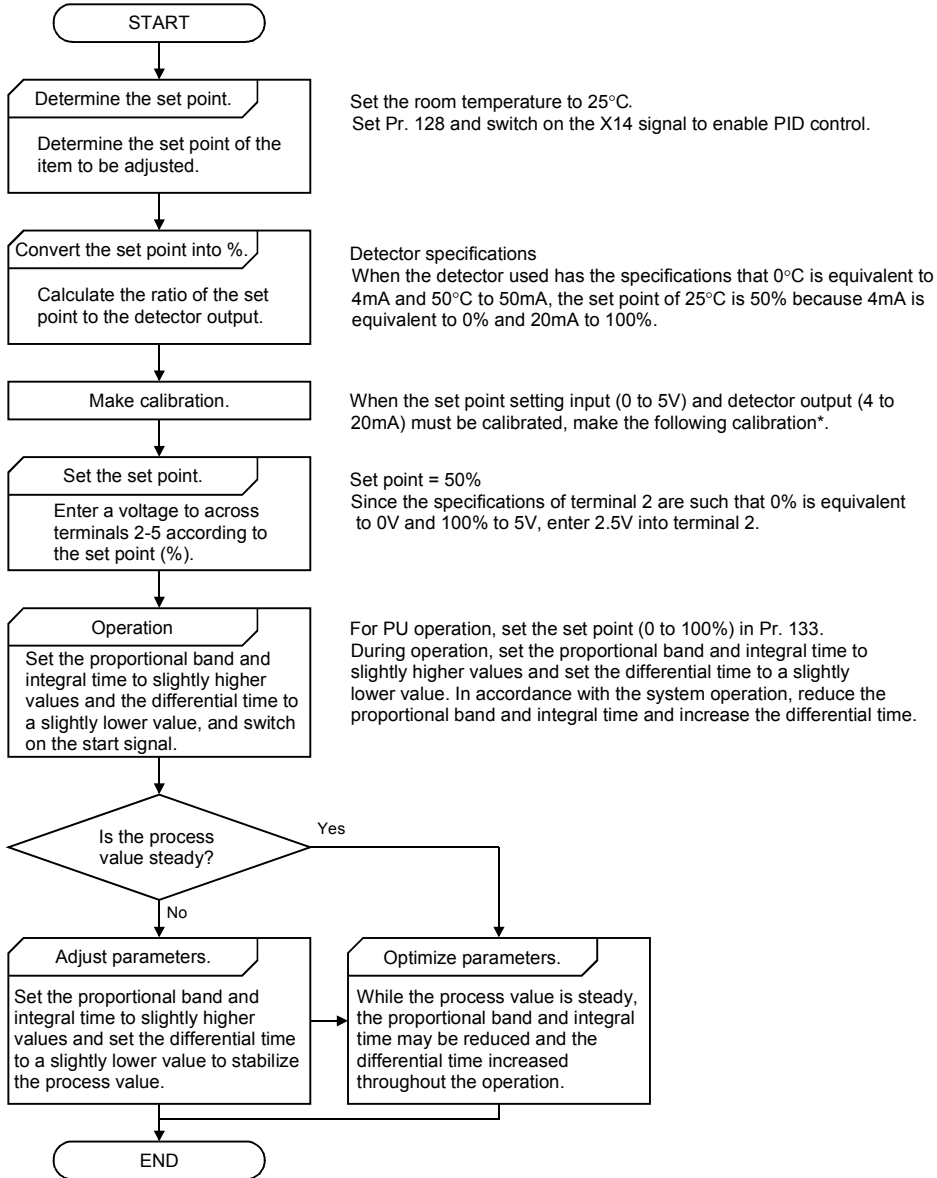 START
Determine the set point.
Determine the set point of the
item to be adjusted.
Set the room temperature to 25°C.
Set Pr. 128 and switch on the X14 signal to enable PID control.
Convert the set point into %.
Calculate the ratio of the set
point to the detector output.
Detector specifications
When the detector used has the specifications that 0°C is equivalent to
4mA and 50°C to 50mA, the set point of 25°C is 50% because 4mA is
equivalent to 0% and 20mA to 100%.
Make calibration.
When the set point setting input (0 to 5V) and detector output (4 to
20mA) must be calibrated, make the following calibration*.
Set the set point.
Enter a voltage to across
terminals 2-5 according to
the set point (%).
Set point = 50%
Since the specifications of terminal 2 are such that 0% is equivalent
to 0V and 100% to 5V, enter 2.5V into terminal 2.
Operation
Set the proportional band and
integral time to slightly higher
values and the differential time to
a slightly lower value, and switch
on the start signal.
For PU operation, set the set point (0 to 100%) in Pr. 133.
During operation, set the proportional band and integral time to
slightly higher values and set the differential time to a slightly
lower value. In accordance with the system operation, reduce the
proportional band and integral time and increase the differential time.
Is the process
value steady?
Yes
No
Adjust parameters.
Set the proportional band and
integral time to slightly higher
values and set the differential time
to a slightly lower value to stabilize
the process value.
Optimize parameters.
While the process value is steady,
the proportional band and integral
time may be reduced and the
differential time increased
throughout the operation.
END